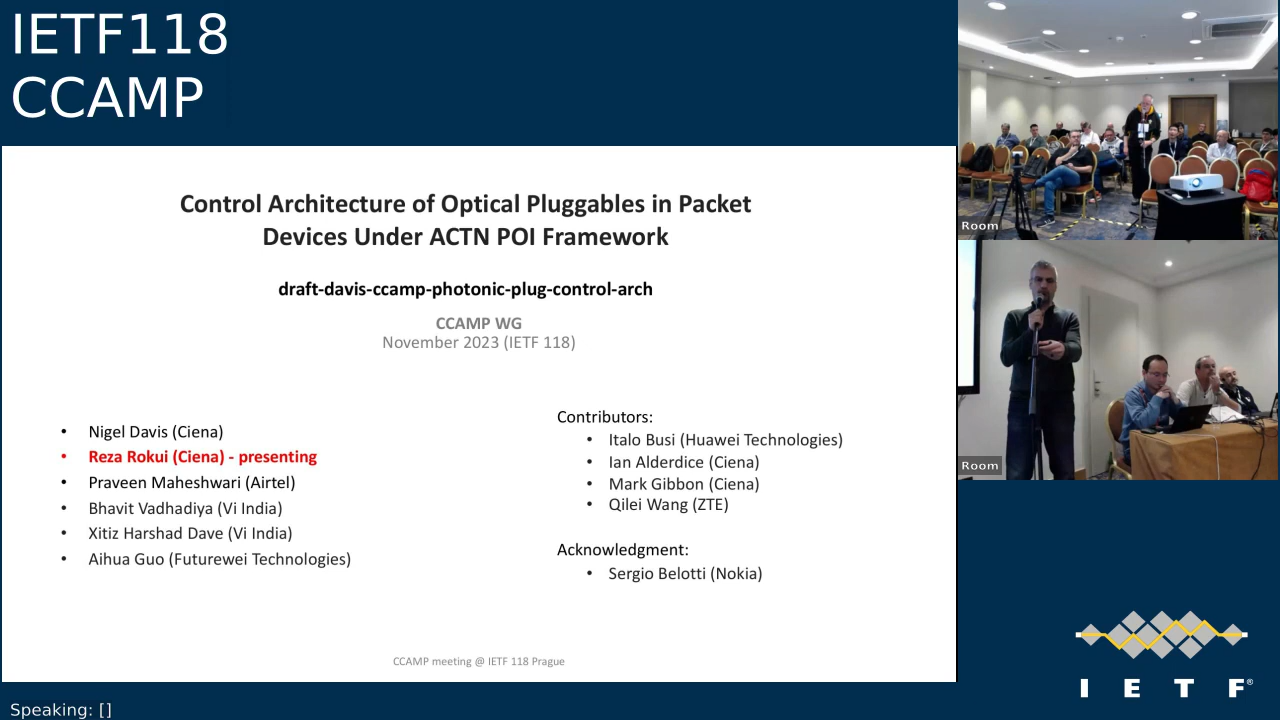 IETF118
CCAMP
Control Architecture of Optical Pluggables in Packet
Devices Under ACTN POI Framework
draft-davis-ccamp-photonic-plug-control-arch
CCAMP WG
November 2023 (IETF 118)
• Nigel Davis (Ciena)
• Reza Rokui (Ciena) - presenting
• Praveen Maheshwari (Airtel)
• Bhavit Vadhadiya (Vi India)
• Xitiz Harshad Dave (Vi India)
• Aihua Guo (Futurewei Technologies)
Contributors:
• Italo Busi (Huawei Technologies)
• Ian Alderdice (Ciena)
• Mark Gibbon (Ciena)
• Qilei Wang (ZTE)
Acknowledgment:
• Sergio Belotti (Nokia)
CCAMP meeting @ IETF 118 Prague
Room
Room
I E T F®
Speaking: []